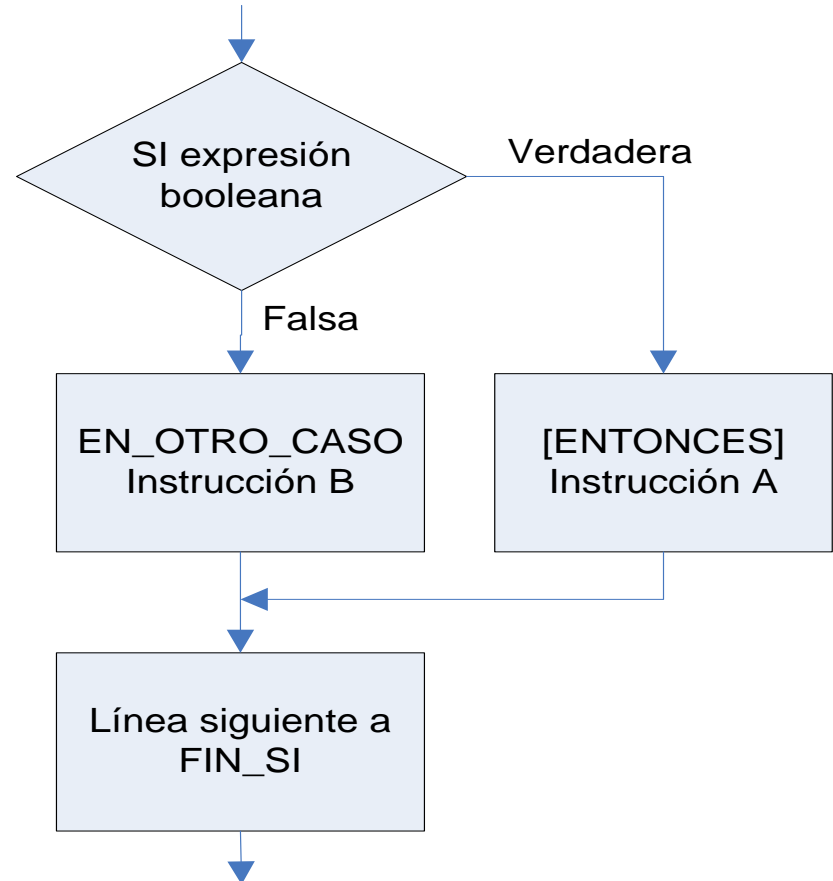 SI expresión
booleana
Verdadera
Falsa
EN_OTRO_CASO
Instrucción B
[ENTONCES]
Instrucción A
Línea siguiente a
FIN_SI